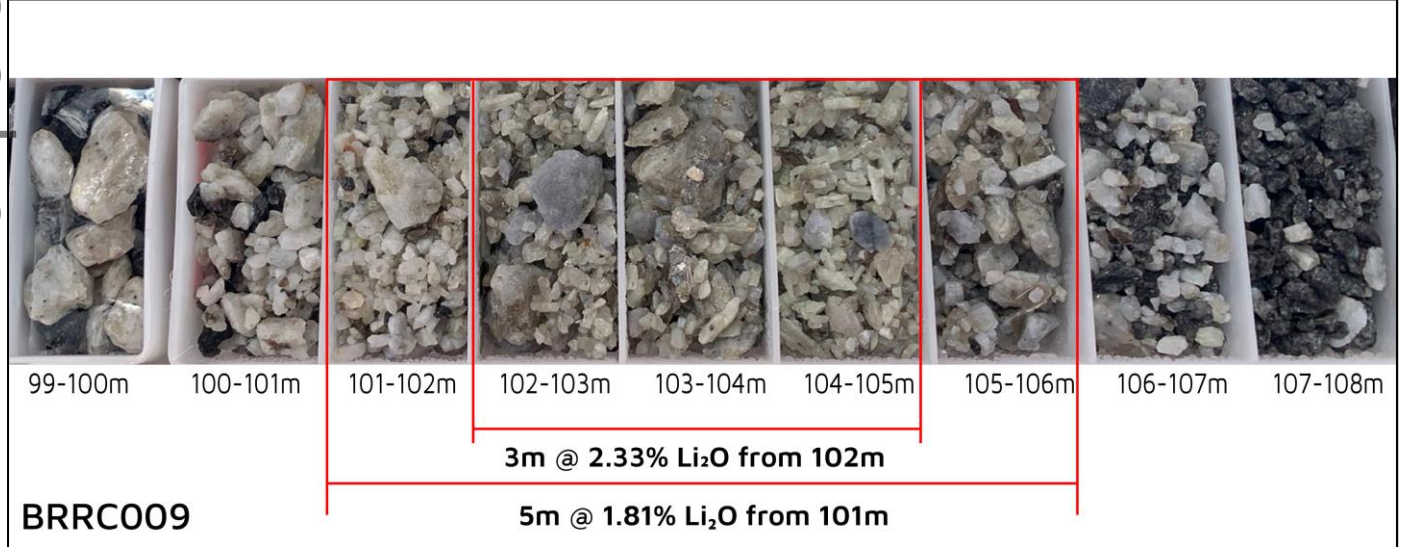 99-100m 100-101m 101-102m 102-103m 103-104m 104-105m 105-106m 106-107m 107-108m
3m @ 2.33% Li₂O from 102m
BRRC009 5m @ 1.81% Li₂O from 101m